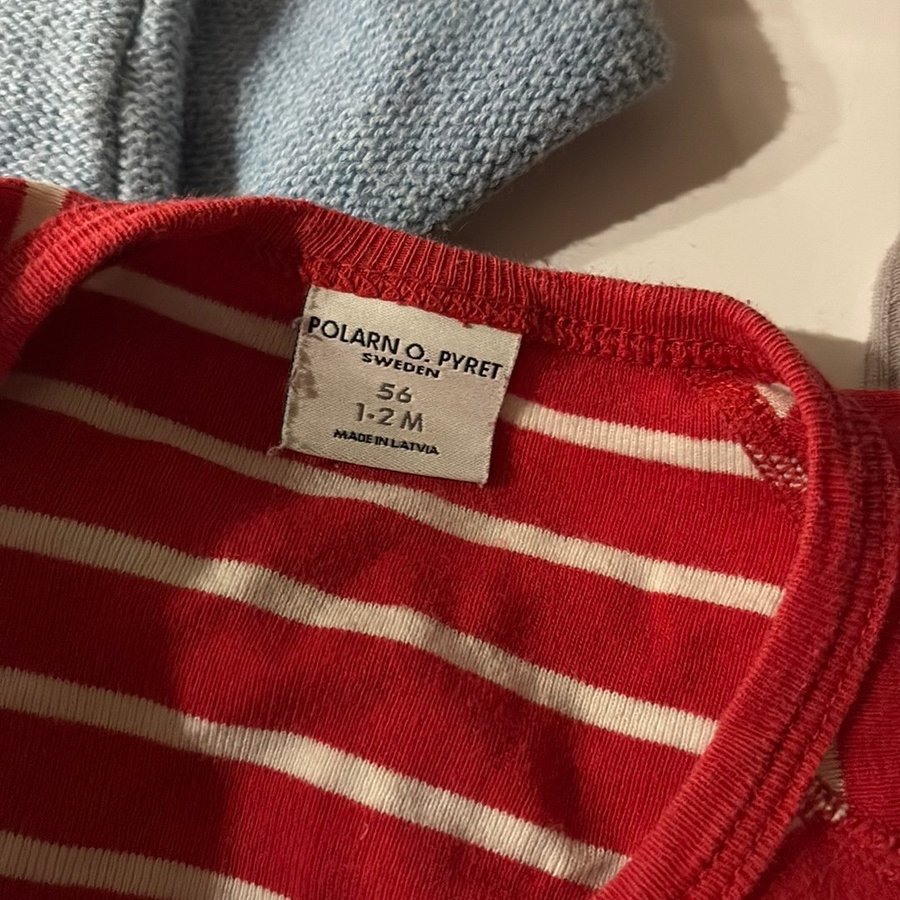 POLARN O. PYRET
SWEDEN
56
1-2 M
MADE IN LATVIA